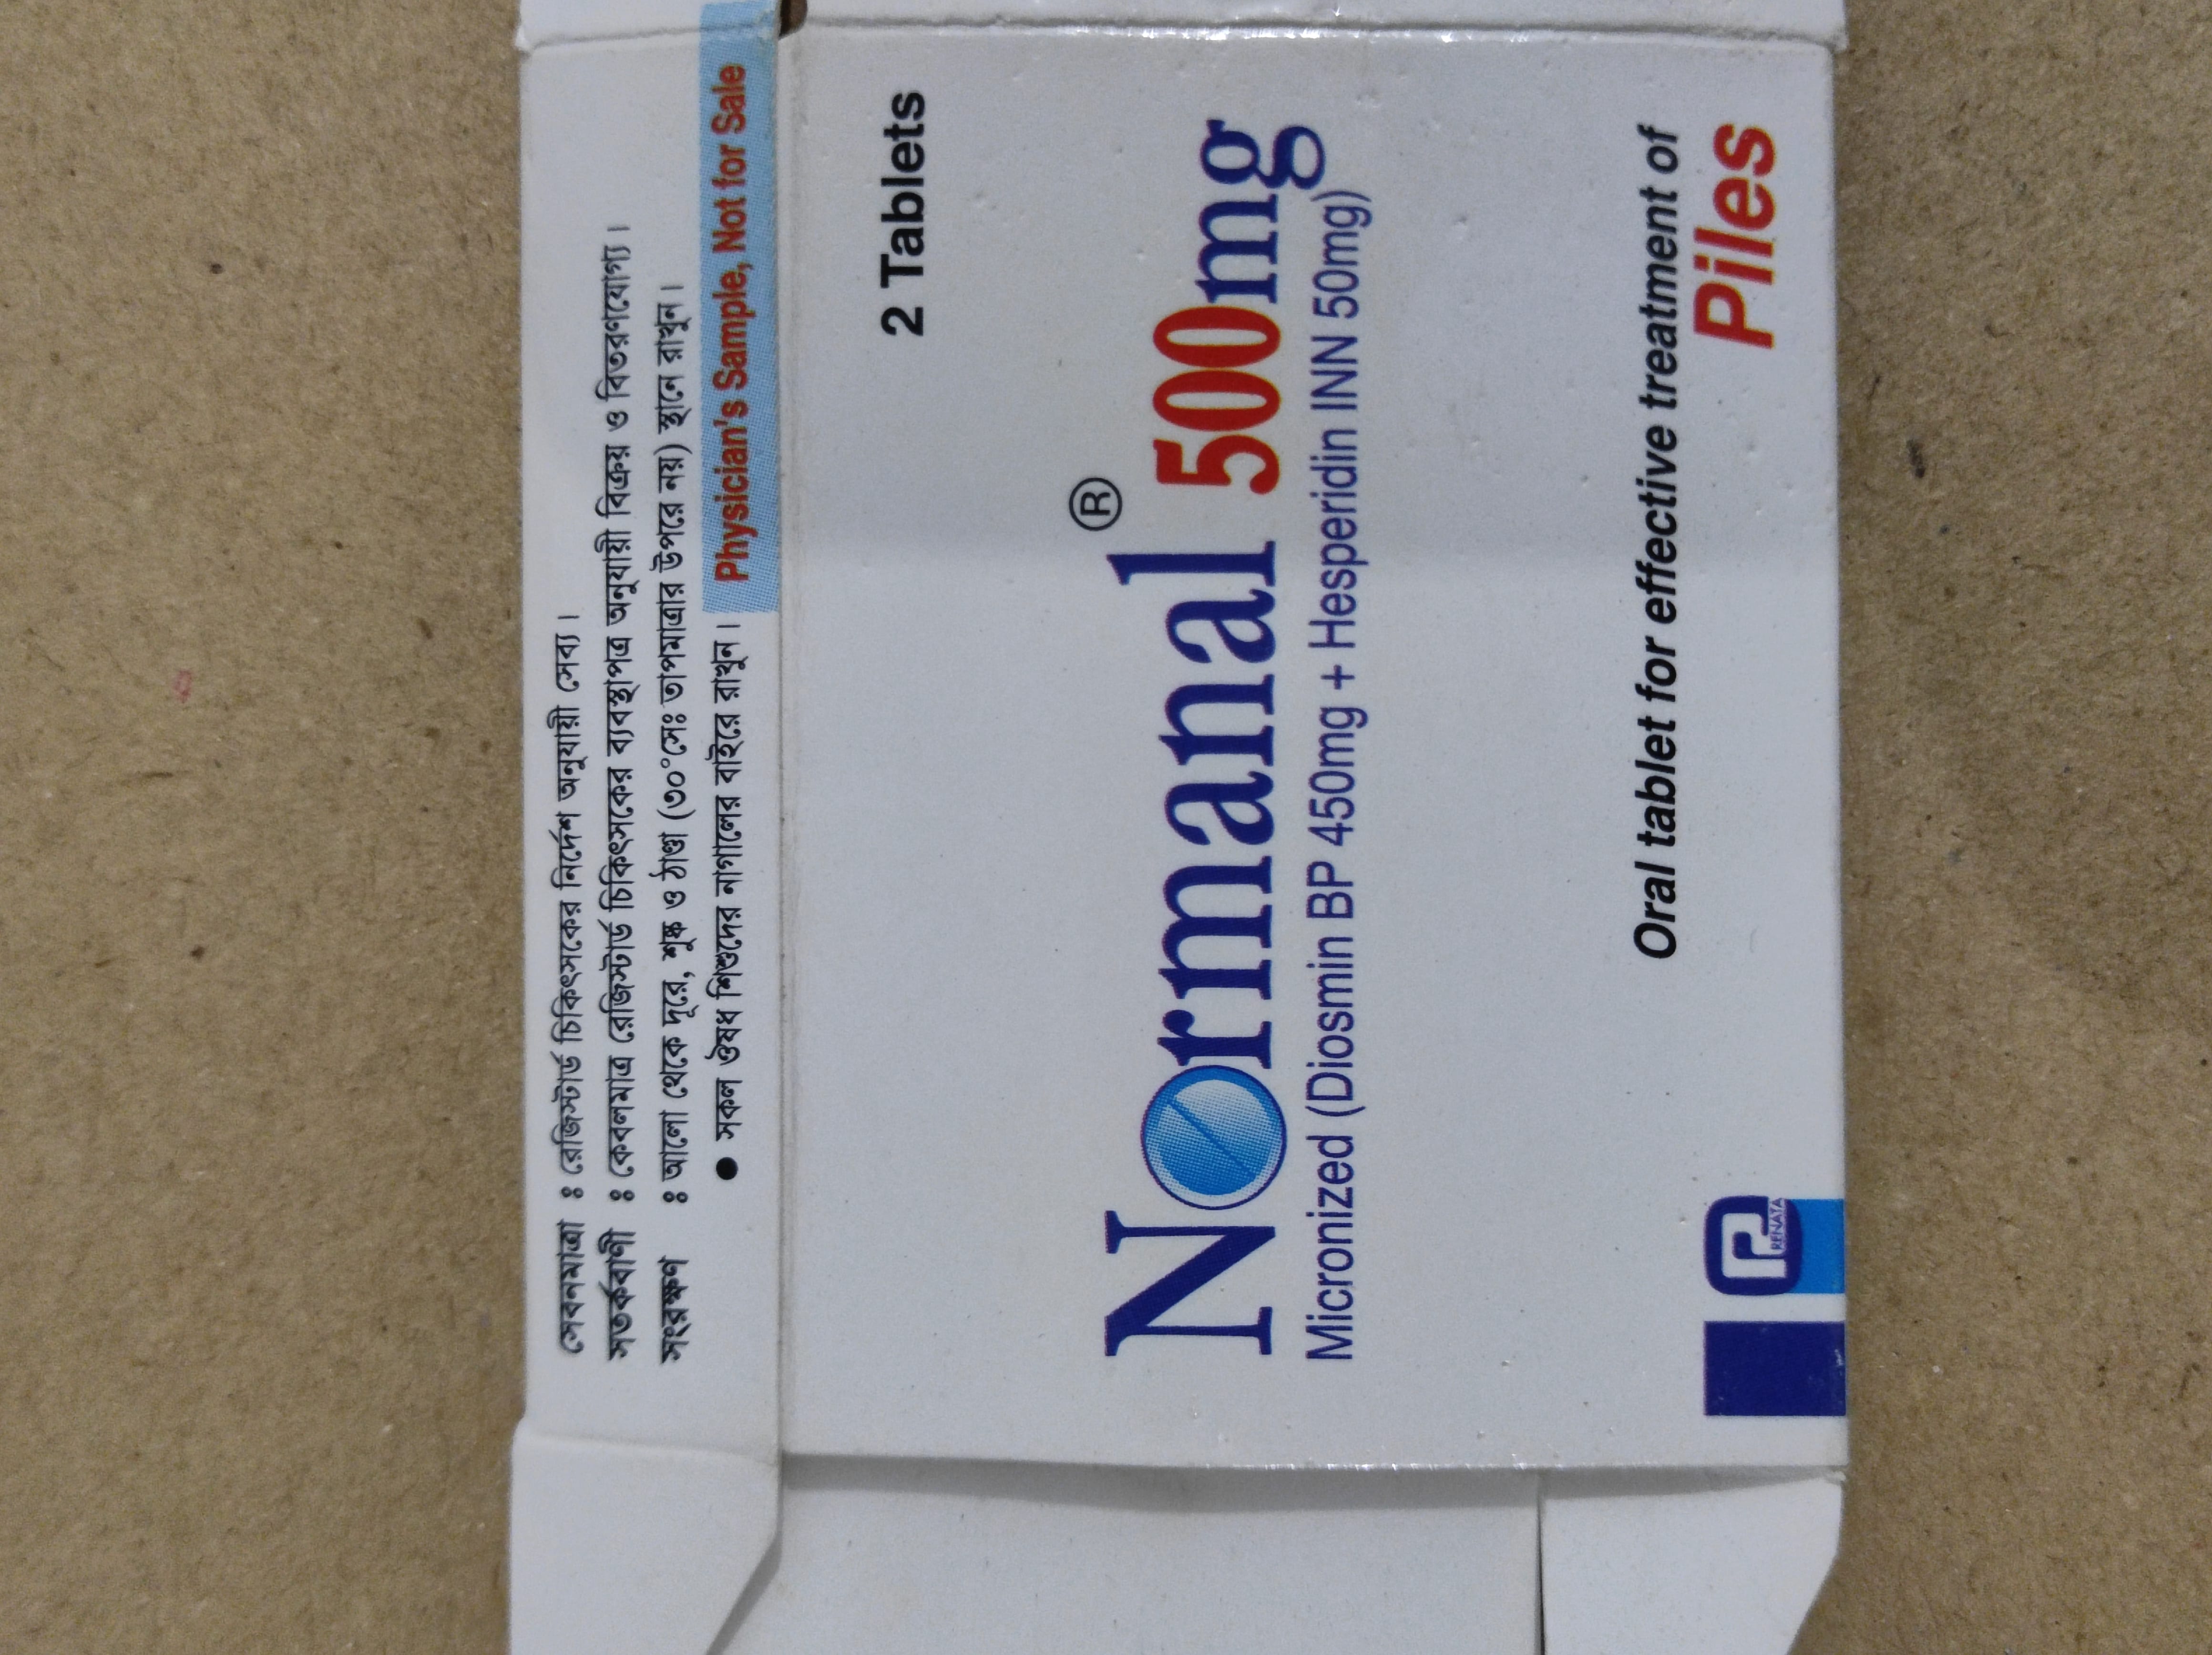 সেবনমাত্রা ঃ রেজিস্টার্ড চিকিৎসকের নির্দেশ অনুযায়ী সেব্য।
সতর্কবাণী ঃ কেবলমাত্র রেজিস্টার্ড চিকিৎসকের ব্যবস্থাপত্র অনুযায়ী বিক্রয় ও বিতরণযোগ্য।
সংরক্ষণ ঃ আলো থেকে দূরে, শুষ্ক ও ঠাণ্ডা (৩০°সেঃ তাপমাত্রার উপরে নয়) স্থানে রাখুন।
● সকল ঔষধ শিশুদের নাগালের বাইরে রাখুন। Physician's Sample, Not for Sale
2 Tablets
Normanal® 500mg
Micronized (Diosmin BP 450mg + Hesperidin INN 50mg)
Oral tablet for effective treatment of
Piles
RENATA